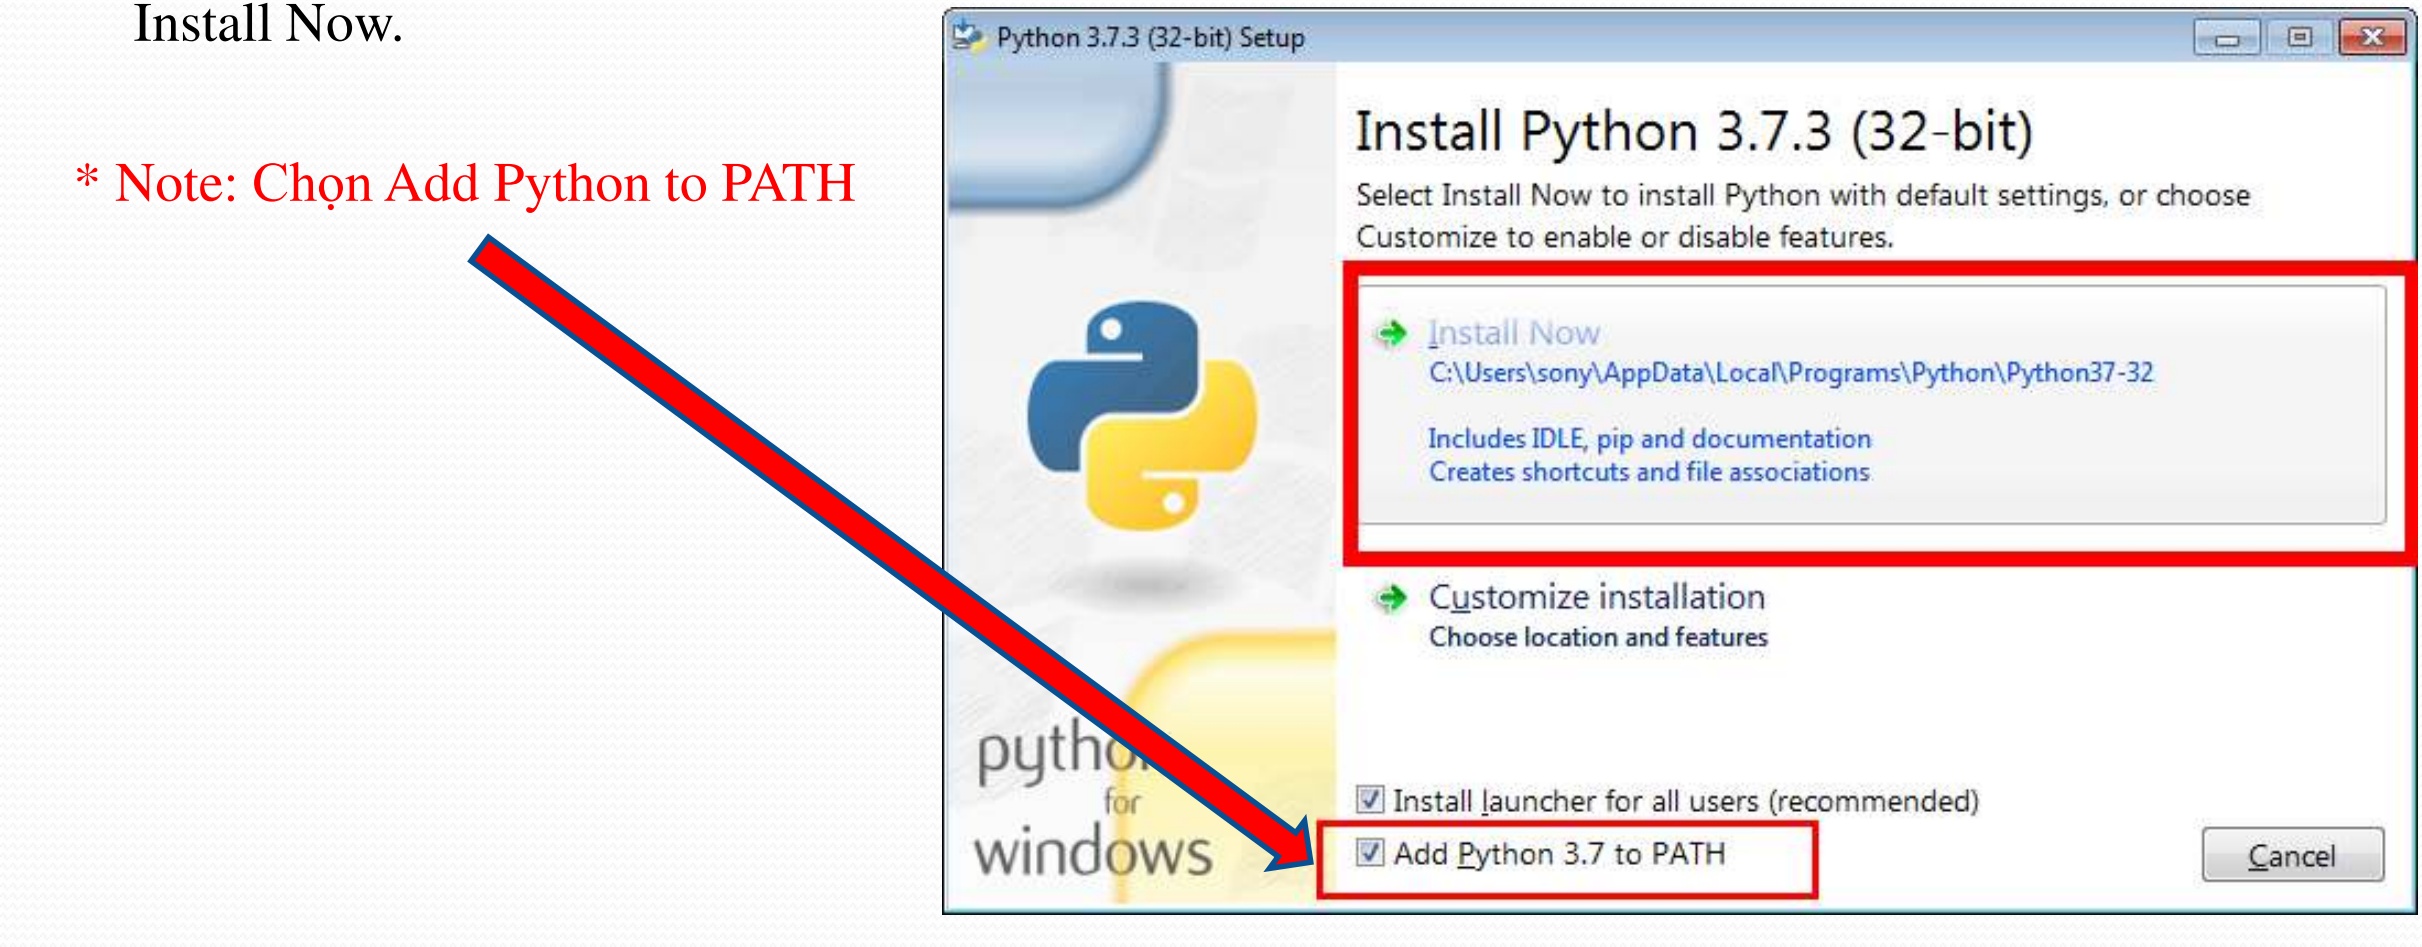 Install Now.
* Note: Chọn Add Python to PATH
Python 3.7.3 (32-bit) Setup
Install Python 3.7.3 (32-bit)
Select Install Now to install Python with default settings, or choose
Customize to enable or disable features.
Install Now
C:\Users\sony\AppData\Local\Programs\Python\Python37-32
Includes IDLE, pip and documentation
Creates shortcuts and file associations
Customize installation
Choose location and features
python
for
windows
Install launcher for all users (recommended)
Add Python 3.7 to PATH
Cancel